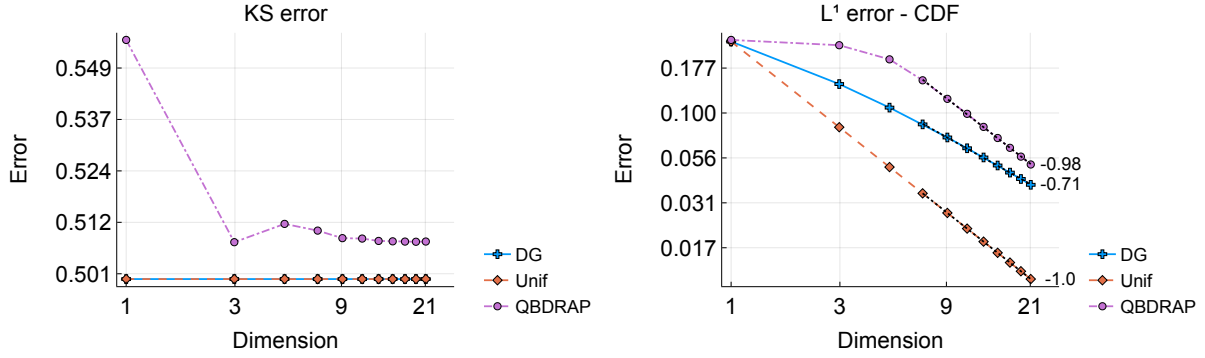 KS error
Error
0.549
0.537
0.524
0.512
0.501
1
3
9
21
Dimension
DG
Unif
QBDRAP
L¹ error - CDF
Error
0.177
0.100
0.056
0.031
0.017
-0.98
-0.71
-1.0
1
3
9
21
Dimension
DG
Unif
QBDRAP